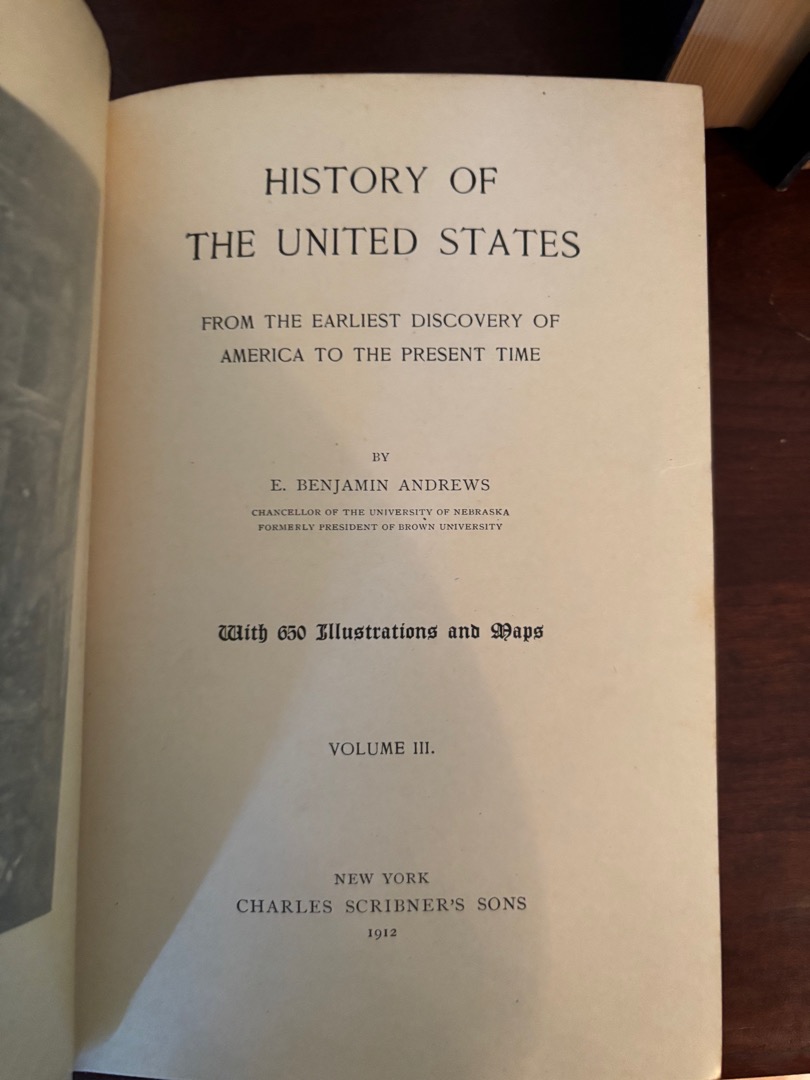 HISTORY OF
THE UNITED STATES
FROM THE EARLIEST DISCOVERY OF
AMERICA TO THE PRESENT TIME
BY
E. BENJAMIN ANDREWS
CHANCELLOR OF THE UNIVERSITY OF NEBRASKA
FORMERLY PRESIDENT OF BROWN UNIVERSITY
With 650 Illustrations and Maps
VOLUME III.
NEW YORK
CHARLES SCRIBNER'S SONS
1912